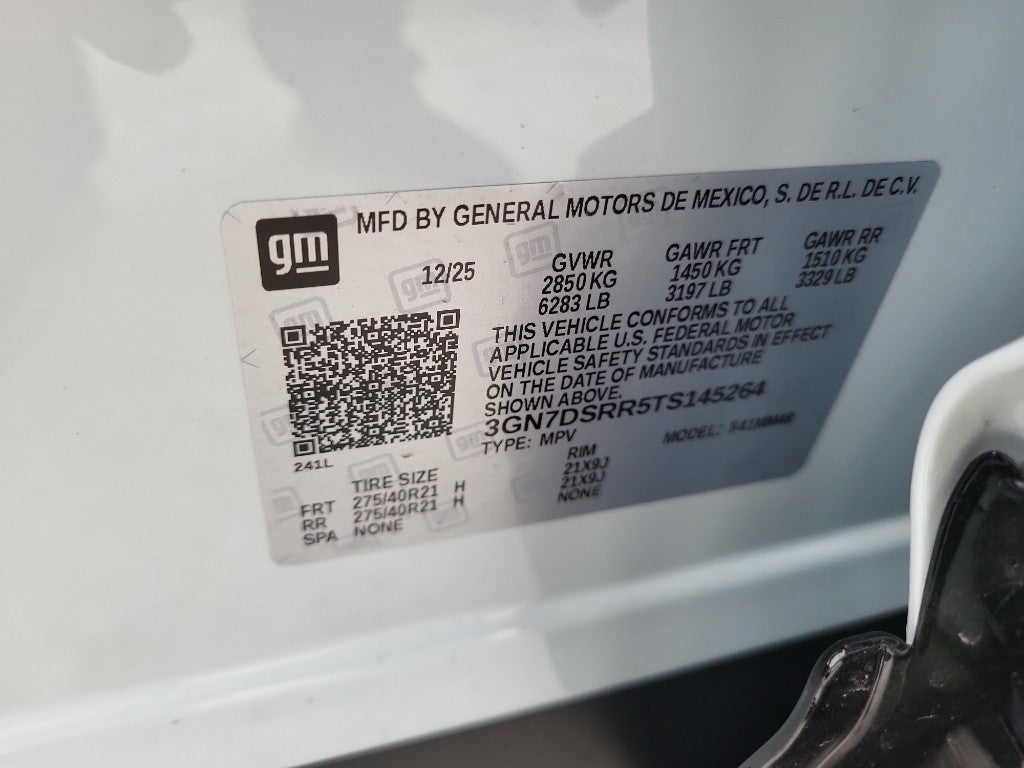 gm
MFD BY GENERAL MOTORS DE MEXICO, S. DE R.L. DE C.V.
12/25
GVWR GAWR FRT GAWR RR
2850 KG 1450 KG 1510 KG
6283 LB 3197 LB 3329 LB
THIS VEHICLE CONFORMS TO ALL
APPLICABLE U.S. FEDERAL MOTOR
VEHICLE SAFETY STANDARDS IN EFFECT
ON THE DATE OF MANUFACTURE
SHOWN ABOVE.
3GN7DSRR5TS145264
TYPE: MPV MODEL: 541MM48
241L
TIRE SIZE RIM
FRT 275/40R21 H 21X9J
RR 275/40R21 H 21X9J
SPA NONE NONE